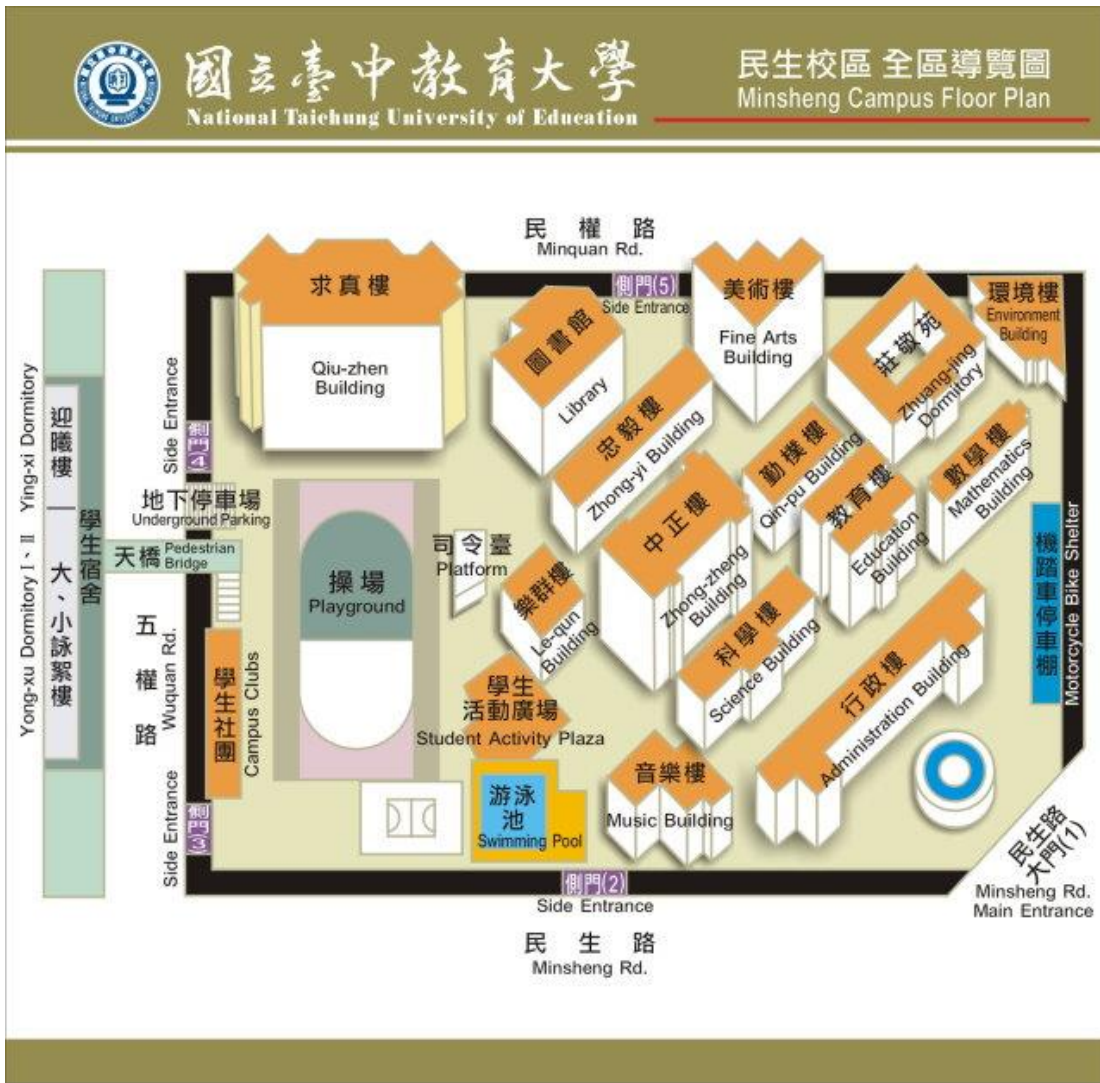 國立臺中教育大學
National Taichung University of Education
民生校區 全區導覽圖
Minsheng Campus Floor Plan
民權路
Minquan Rd.
求真樓
Qiu-zhen
Building
圖書館
Library
側門(5)
Side Entrance
美術樓
Fine Arts
Building
莊敬苑
Zhuang-jing
Dormitory
環境樓
Environment
Building
側門(4)
Side Entrance
忠毅樓
Zhong-yi Building
勤樸樓
Qin-pu Building
教育樓
Education
Building
數學樓
Mathematics
Building
迎曦樓
Ying-xi Dormitory
大、小詠絮樓
Yong-xu Dormitory I、II
學生宿舍
地下停車場
Underground Parking
天橋
Pedestrian
Bridge
操場
Playground
司令臺
Platform
中正樓
Zhong-zheng
Building
樂群樓
Le-qun
Building
科學樓
Science Building
機踏車停車棚
Motorcycle Bike Shelter
五權路
Wuquan Rd.
學生社團
Campus Clubs
學生
活動廣場
Student Activity Plaza
行政樓
Administration Building
側門(3)
Side Entrance
游泳
池
Swimming Pool
音樂樓
Music Building
民生路
大門(1)
Minsheng Rd.
Main Entrance
側門(2)
Side Entrance
民生路
Minsheng Rd.